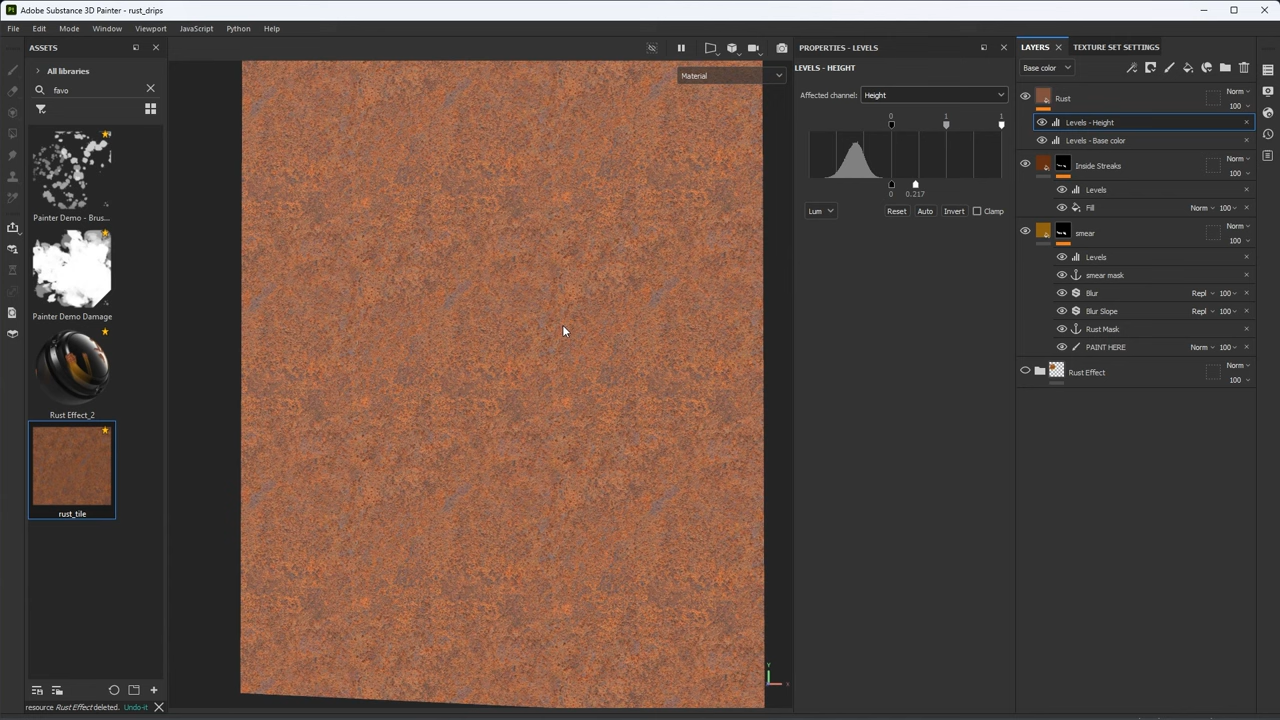 Adobe Substance 3D Painter - rust_drips
File Edit Mode Window Viewport JavaScript Python Help
ASSETS
All libraries
favo
Painter Demo - Brus...
Painter Demo Damage
Rust Effect_2
rust_tile
resource Rust Effect deleted. Undo-it
Material
Y
X
PROPERTIES - LEVELS
LEVELS - HEIGHT
Affected channel: Height
0 1 1
0 0.217
Lum Reset Auto Invert Clamp
LAYERS TEXTURE SET SETTINGS
Base color
Rust Norm 100
Levels - Height
Levels - Base color
Inside Streaks Norm 100
Levels
Fill Norm 100
smear Norm 100
Levels
smear mask
Blur Repl 100
Blur Slope Repl 100
Rust Mask
PAINT HERE Norm 100
Rust Effect Norm 100